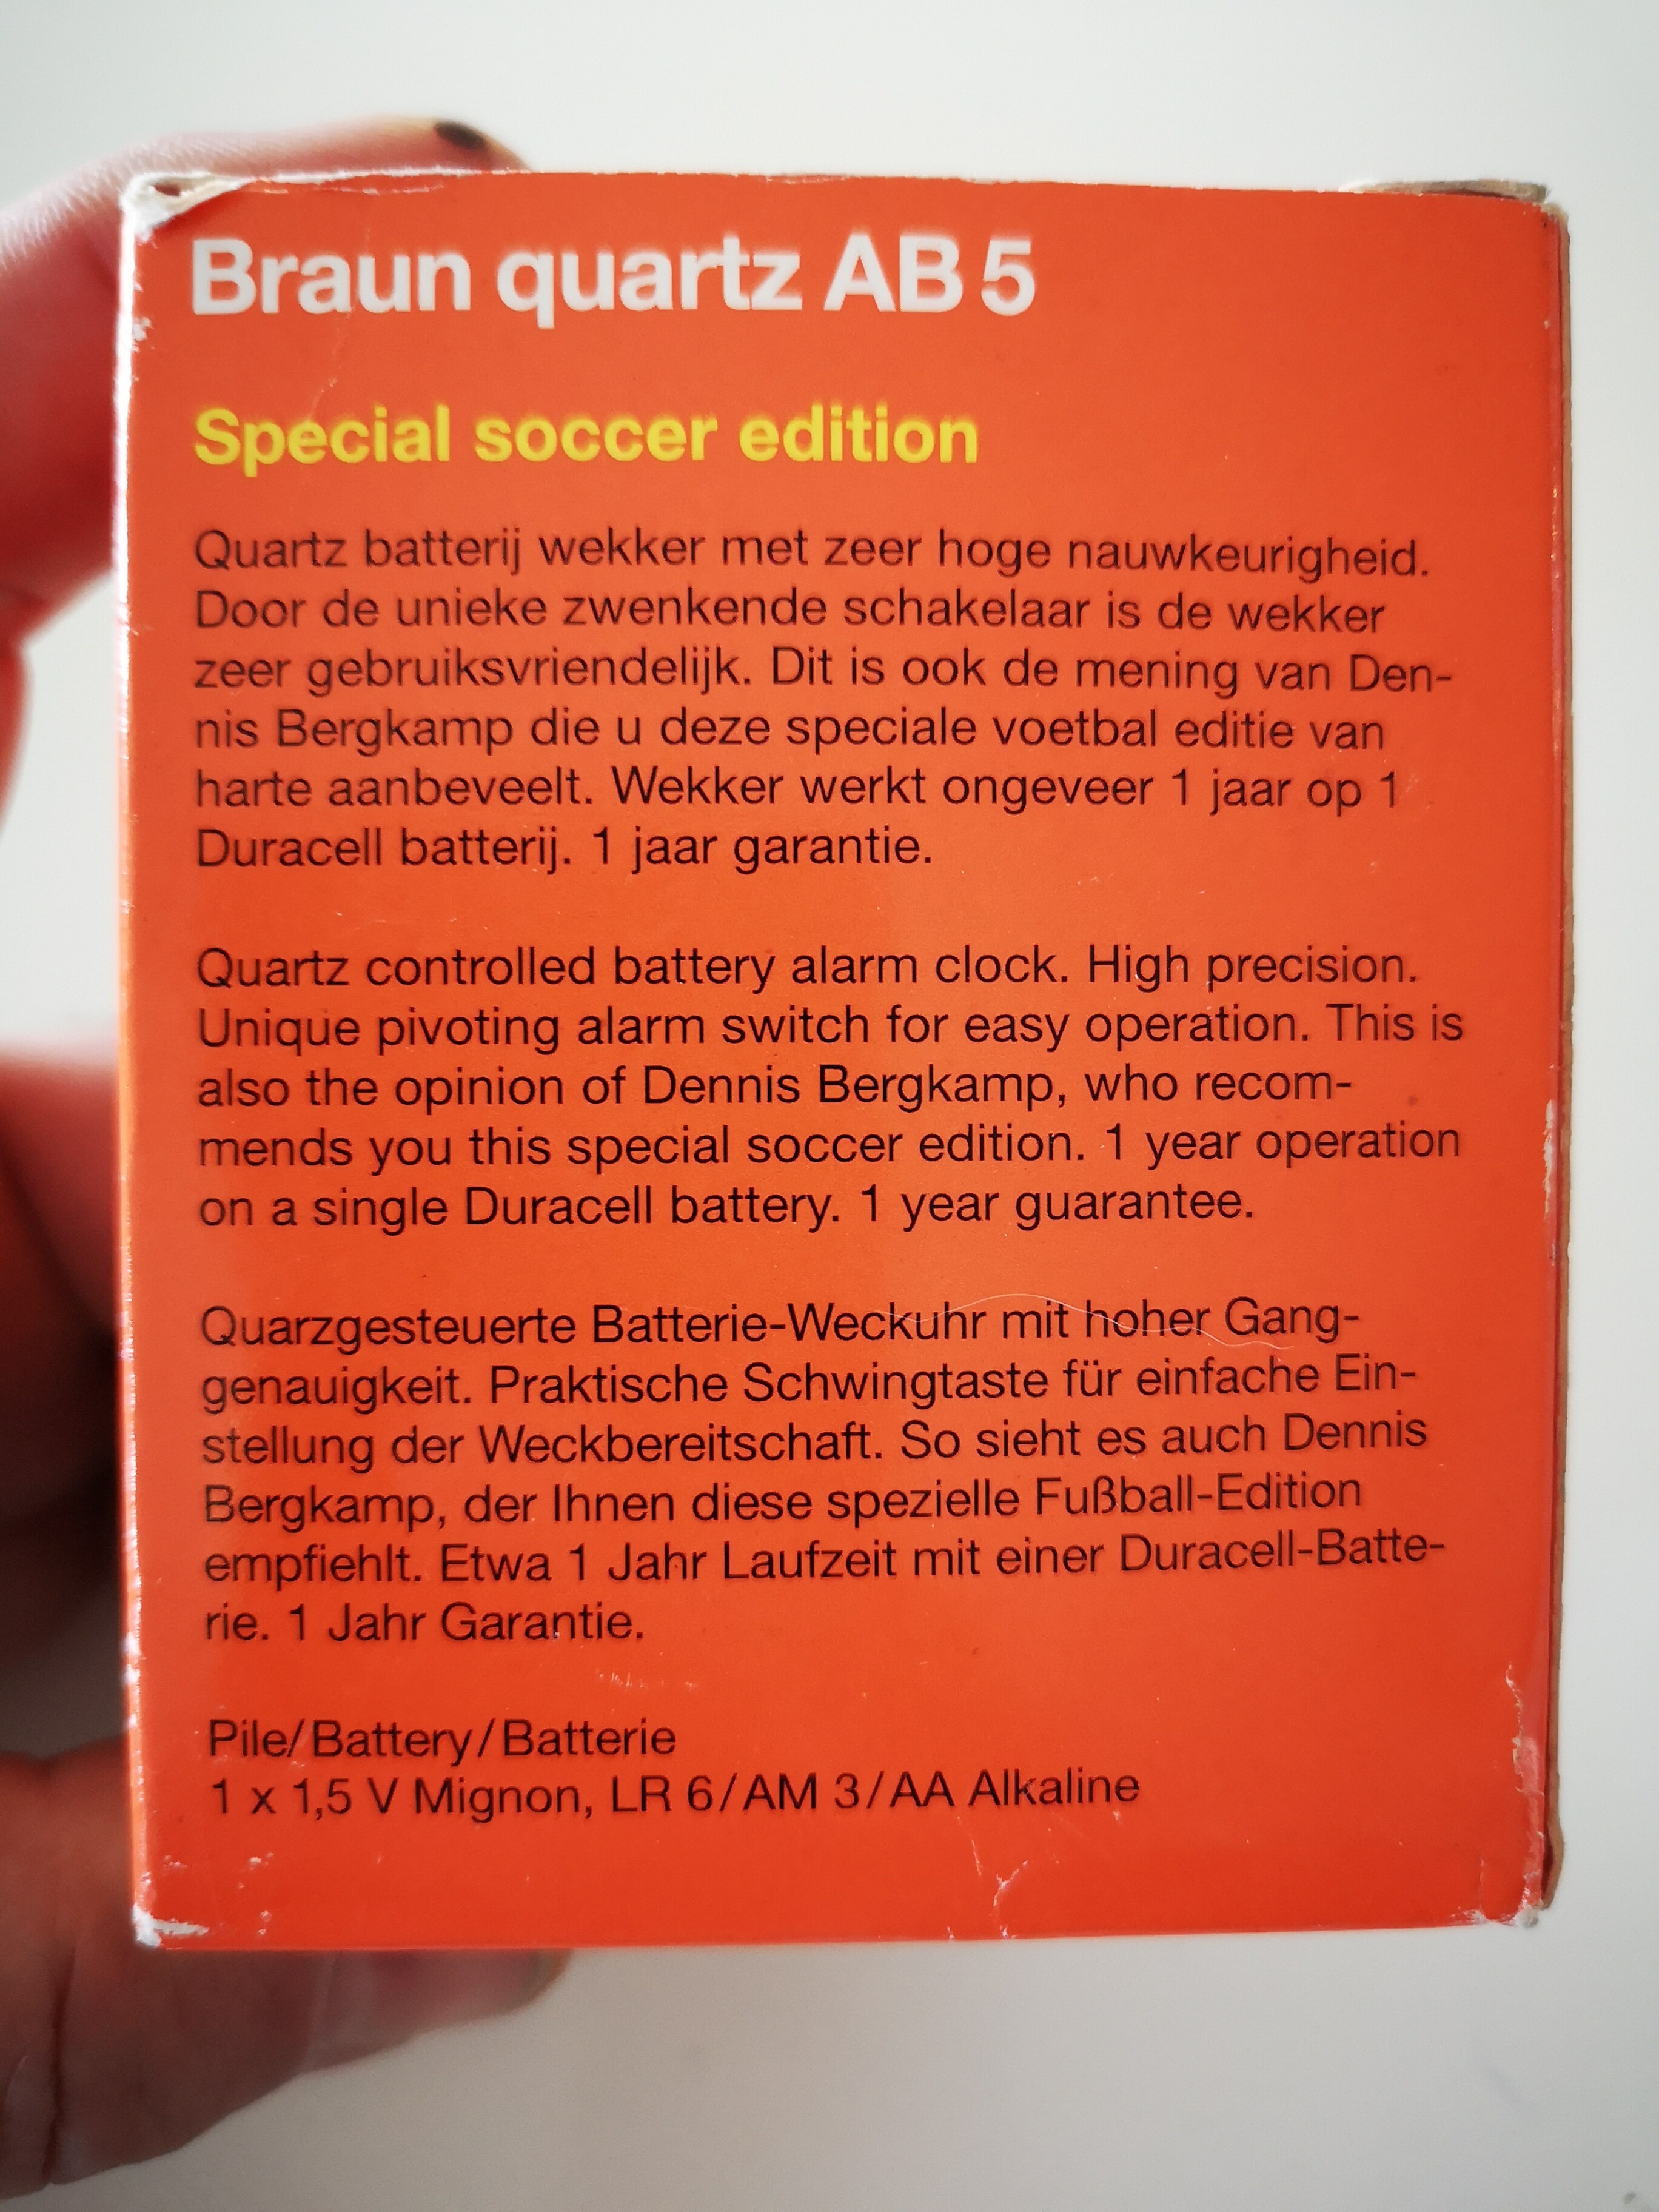 Braun quartz AB 5
Special soccer edition
Quartz batterij wekker met zeer hoge nauwkeurigheid.
Door de unieke zwenkende schakelaar is de wekker
zeer gebruiksvriendelijk. Dit is ook de mening van Den-
nis Bergkamp die u deze speciale voetbal editie van
harte aanbeveelt. Wekker werkt ongeveer 1 jaar op 1
Duracell batterij. 1 jaar garantie.
Quartz controlled battery alarm clock. High precision.
Unique pivoting alarm switch for easy operation. This is
also the opinion of Dennis Bergkamp, who recom-
mends you this special soccer edition. 1 year operation
on a single Duracell battery. 1 year guarantee.
Quarzgesteuerte Batterie-Weckuhr mit hoher Gang-
genauigkeit. Praktische Schwingtaste für einfache Ein-
stellung der Weckbereitschaft. So sieht es auch Dennis
Bergkamp, der Ihnen diese spezielle Fußball-Edition
empfiehlt. Etwa 1 Jahr Laufzeit mit einer Duracell-Batte-
rie. 1 Jahr Garantie.
Pile/Battery/Batterie
1 x 1,5 V Mignon, LR 6/AM 3/AA Alkaline